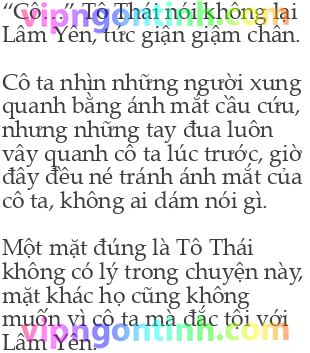 “Cô...”, Tô Thái nói không lại
Lâm Yên, tức giận giậm chân.
Cô ta nhìn những người xung
quanh bằng ánh mắt cầu cứu,
nhưng những tay đua luôn
vây quanh cô ta lúc trước, giờ
đây đều né tránh ánh mắt của
cô ta, không ai dám nói gì.
Một mặt đúng là Tô Thái
không có lý trong chuyện này,
mặt khác họ cũng không
muốn vì cô ta mà đắc tội với
Lâm Yên.
vipngontinh.com
vipngontinh.com